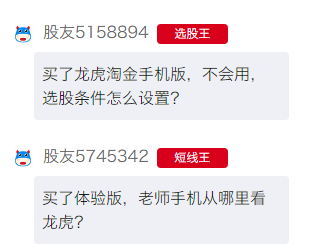 股友5158894 选股王
买了龙虎淘金手机版，不会用，
选股条件怎么设置？
股友5745342 短线王
买了体验版，老师手机从哪里看
龙虎？